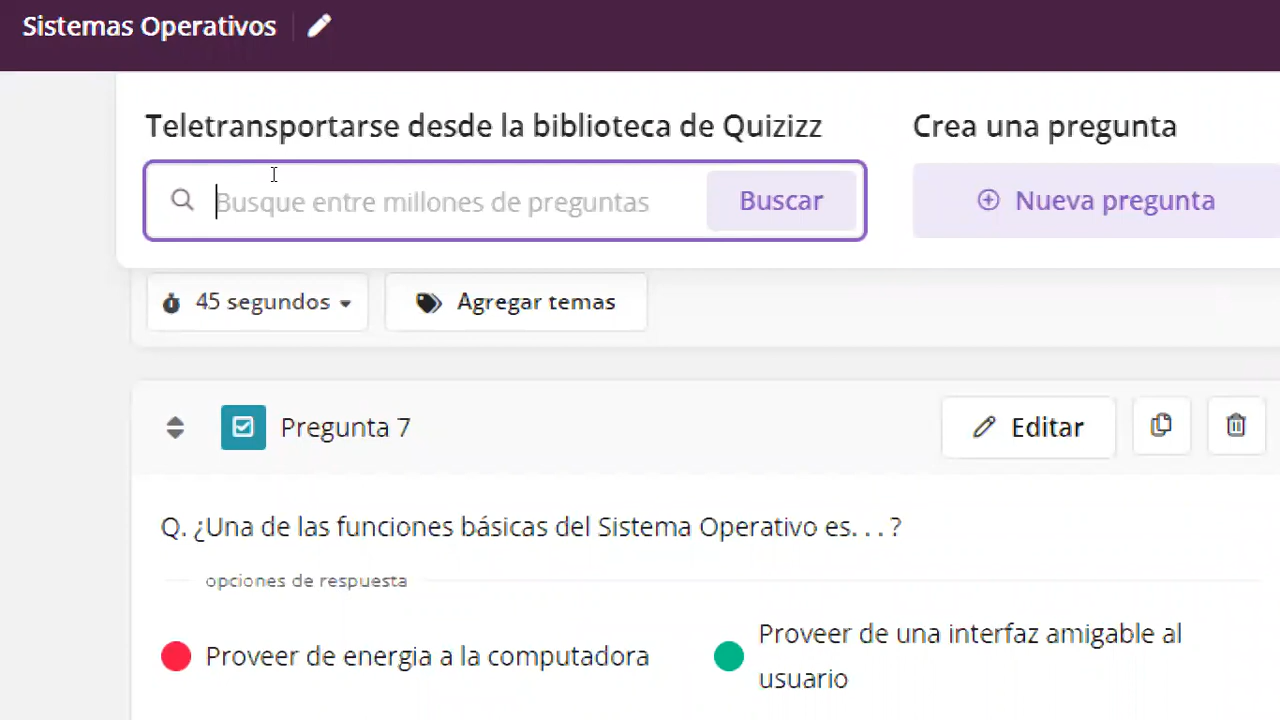 Sistemas Operativos
Teletransportarse desde la biblioteca de Quizizz
Crea una pregunta
Busque entre millones de preguntas
Buscar
Nueva pregunta
45 segundos
Agregar temas
Pregunta 7
Editar
Q. ¿Una de las funciones básicas del Sistema Operativo es. . . ?
opciones de respuesta
Proveer de energia a la computadora
Proveer de una interfaz amigable al
usuario